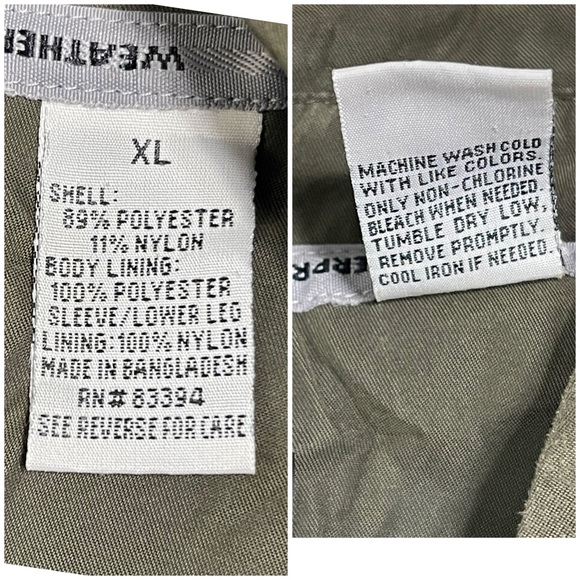 WEATHER
XL
SHELL:
89% POLYESTER
11% NYLON
BODY LINING:
100% POLYESTER
SLEEVE/LOWER LEG
LINING: 100% NYLON
MADE IN BANGLADESH
RN# 83394
SEE REVERSE FOR CARE
MACHINE WASH COLD
WITH LIKE COLORS.
ONLY NON-CHLORINE
BLEACH WHEN NEEDED.
TUMBLE DRY LOW,
REMOVE PROMPTLY.
COOL IRON IF NEEDED.
ERPR